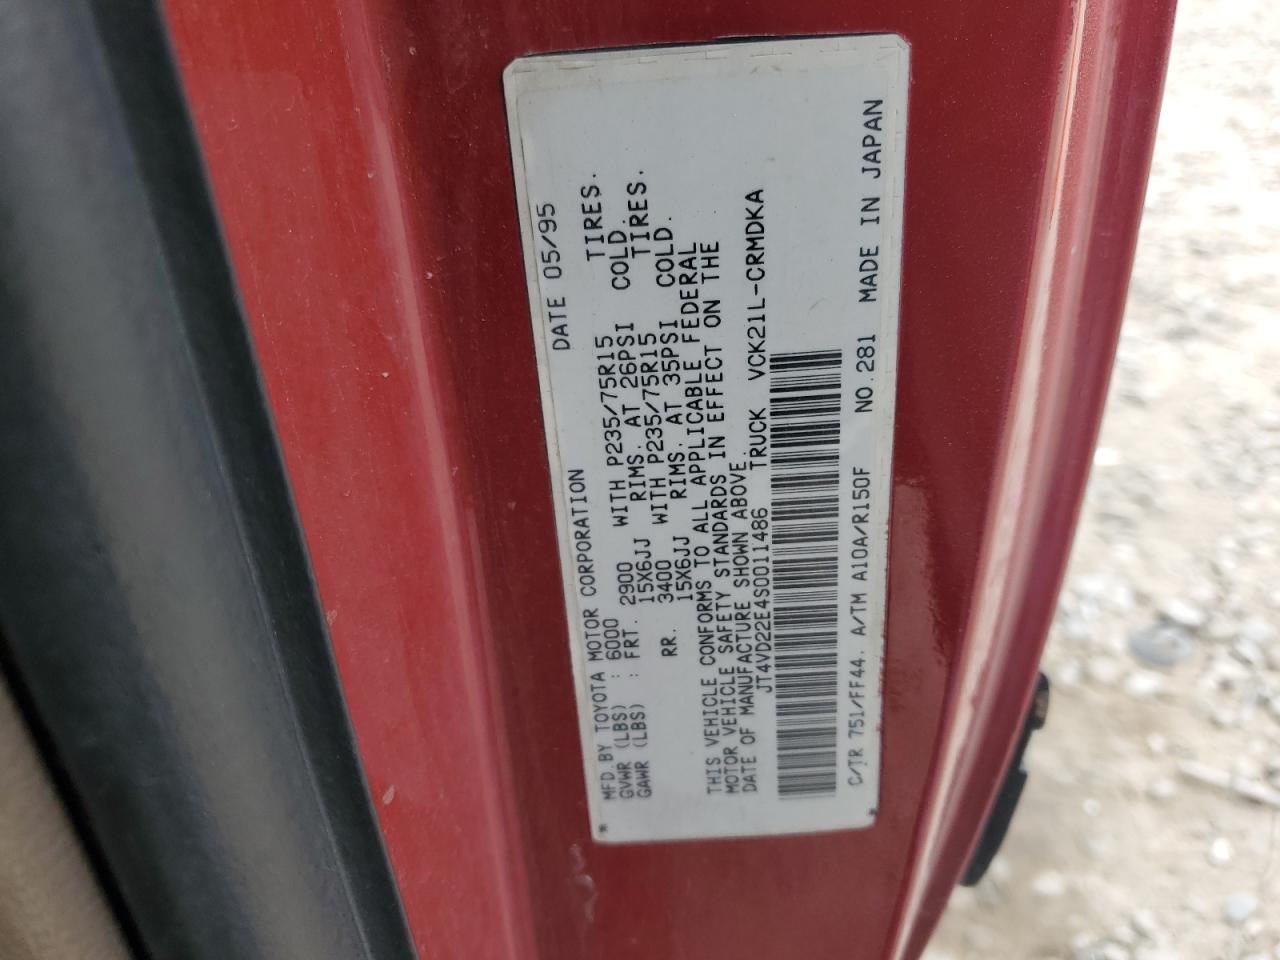 MFD.BY TOYOTA MOTOR CORPORATION DATE 05/95
GVWR (LBS) : 6000
GAWR (LBS) : FRT. 2900 WITH P235/75R15 TIRES.
15X6JJ RIMS. AT 26PSI COLD.
RR. 3400 WITH P235/75R15 TIRES.
15X6JJ RIMS. AT 35PSI COLD.
THIS VEHICLE CONFORMS TO ALL APPLICABLE FEDERAL
MOTOR VEHICLE SAFETY STANDARDS IN EFFECT ON THE
DATE OF MANUFACTURE SHOWN ABOVE.
JT4VD22E4S0011486 TRUCK VCK21L-CRMDKA
C/TR 751/FF44. A/TM A10A/R150F NO.281 MADE IN JAPAN